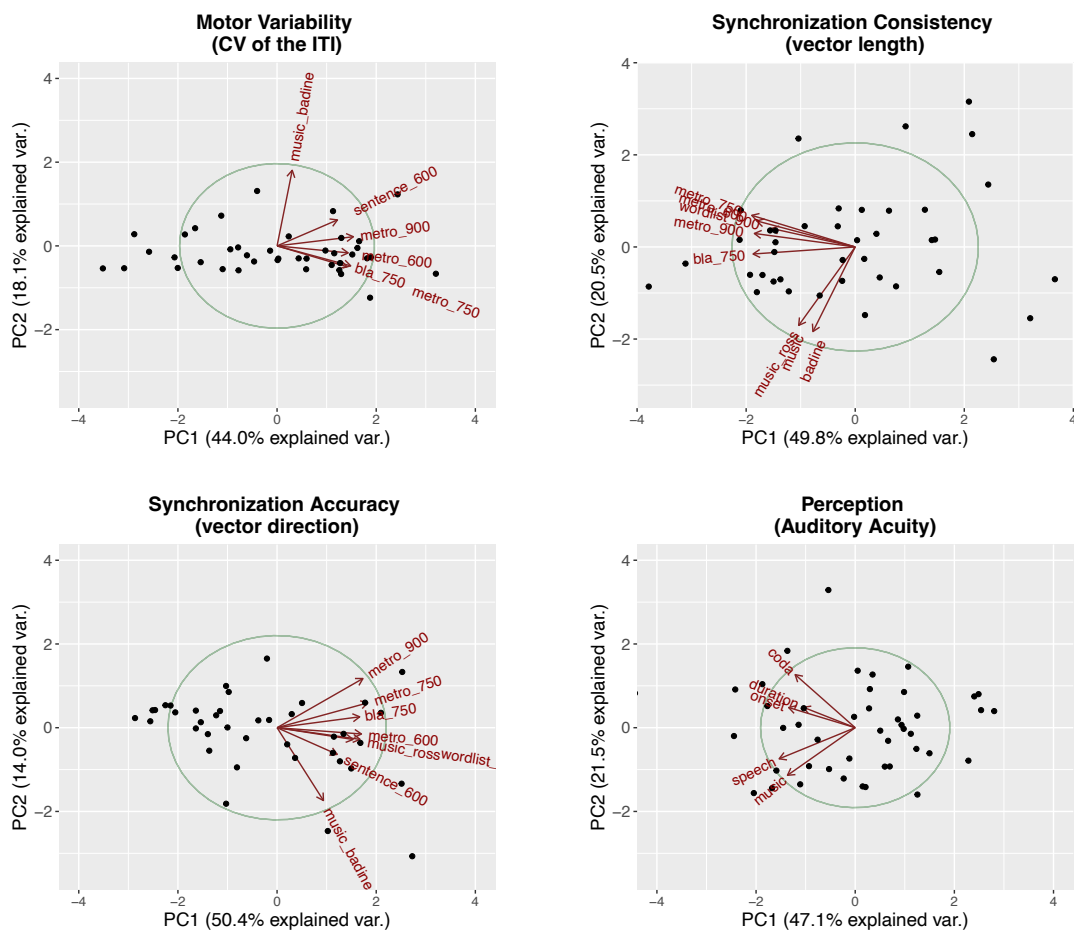 Motor Variability
(CV of the ITI)
PC2 (18.1% explained var.)
4
2
0
−2
music_badine
sentence_600
metro_900
metro_600
bla_750
metro_750
−4
−2
0
2
4
PC1 (44.0% explained var.)
Synchronization Consistency
(vector length)
PC2 (20.5% explained var.)
4
2
0
−2
metro_750
wordlist_900
metro_900
bla_750
music_ross
music
badine
−4
−2
0
2
4
PC1 (49.8% explained var.)
Synchronization Accuracy
(vector direction)
PC2 (14.0% explained var.)
4
2
0
−2
metro_900
metro_750
bla_750
metro_600
music_ross
wordlist_
sentence_600
music_badine
−4
−2
0
2
4
PC1 (50.4% explained var.)
Perception
(Auditory Acuity)
PC2 (21.5% explained var.)
4
2
0
−2
coda
duration
onset
speech
music
−4
−2
0
2
4
PC1 (47.1% explained var.)